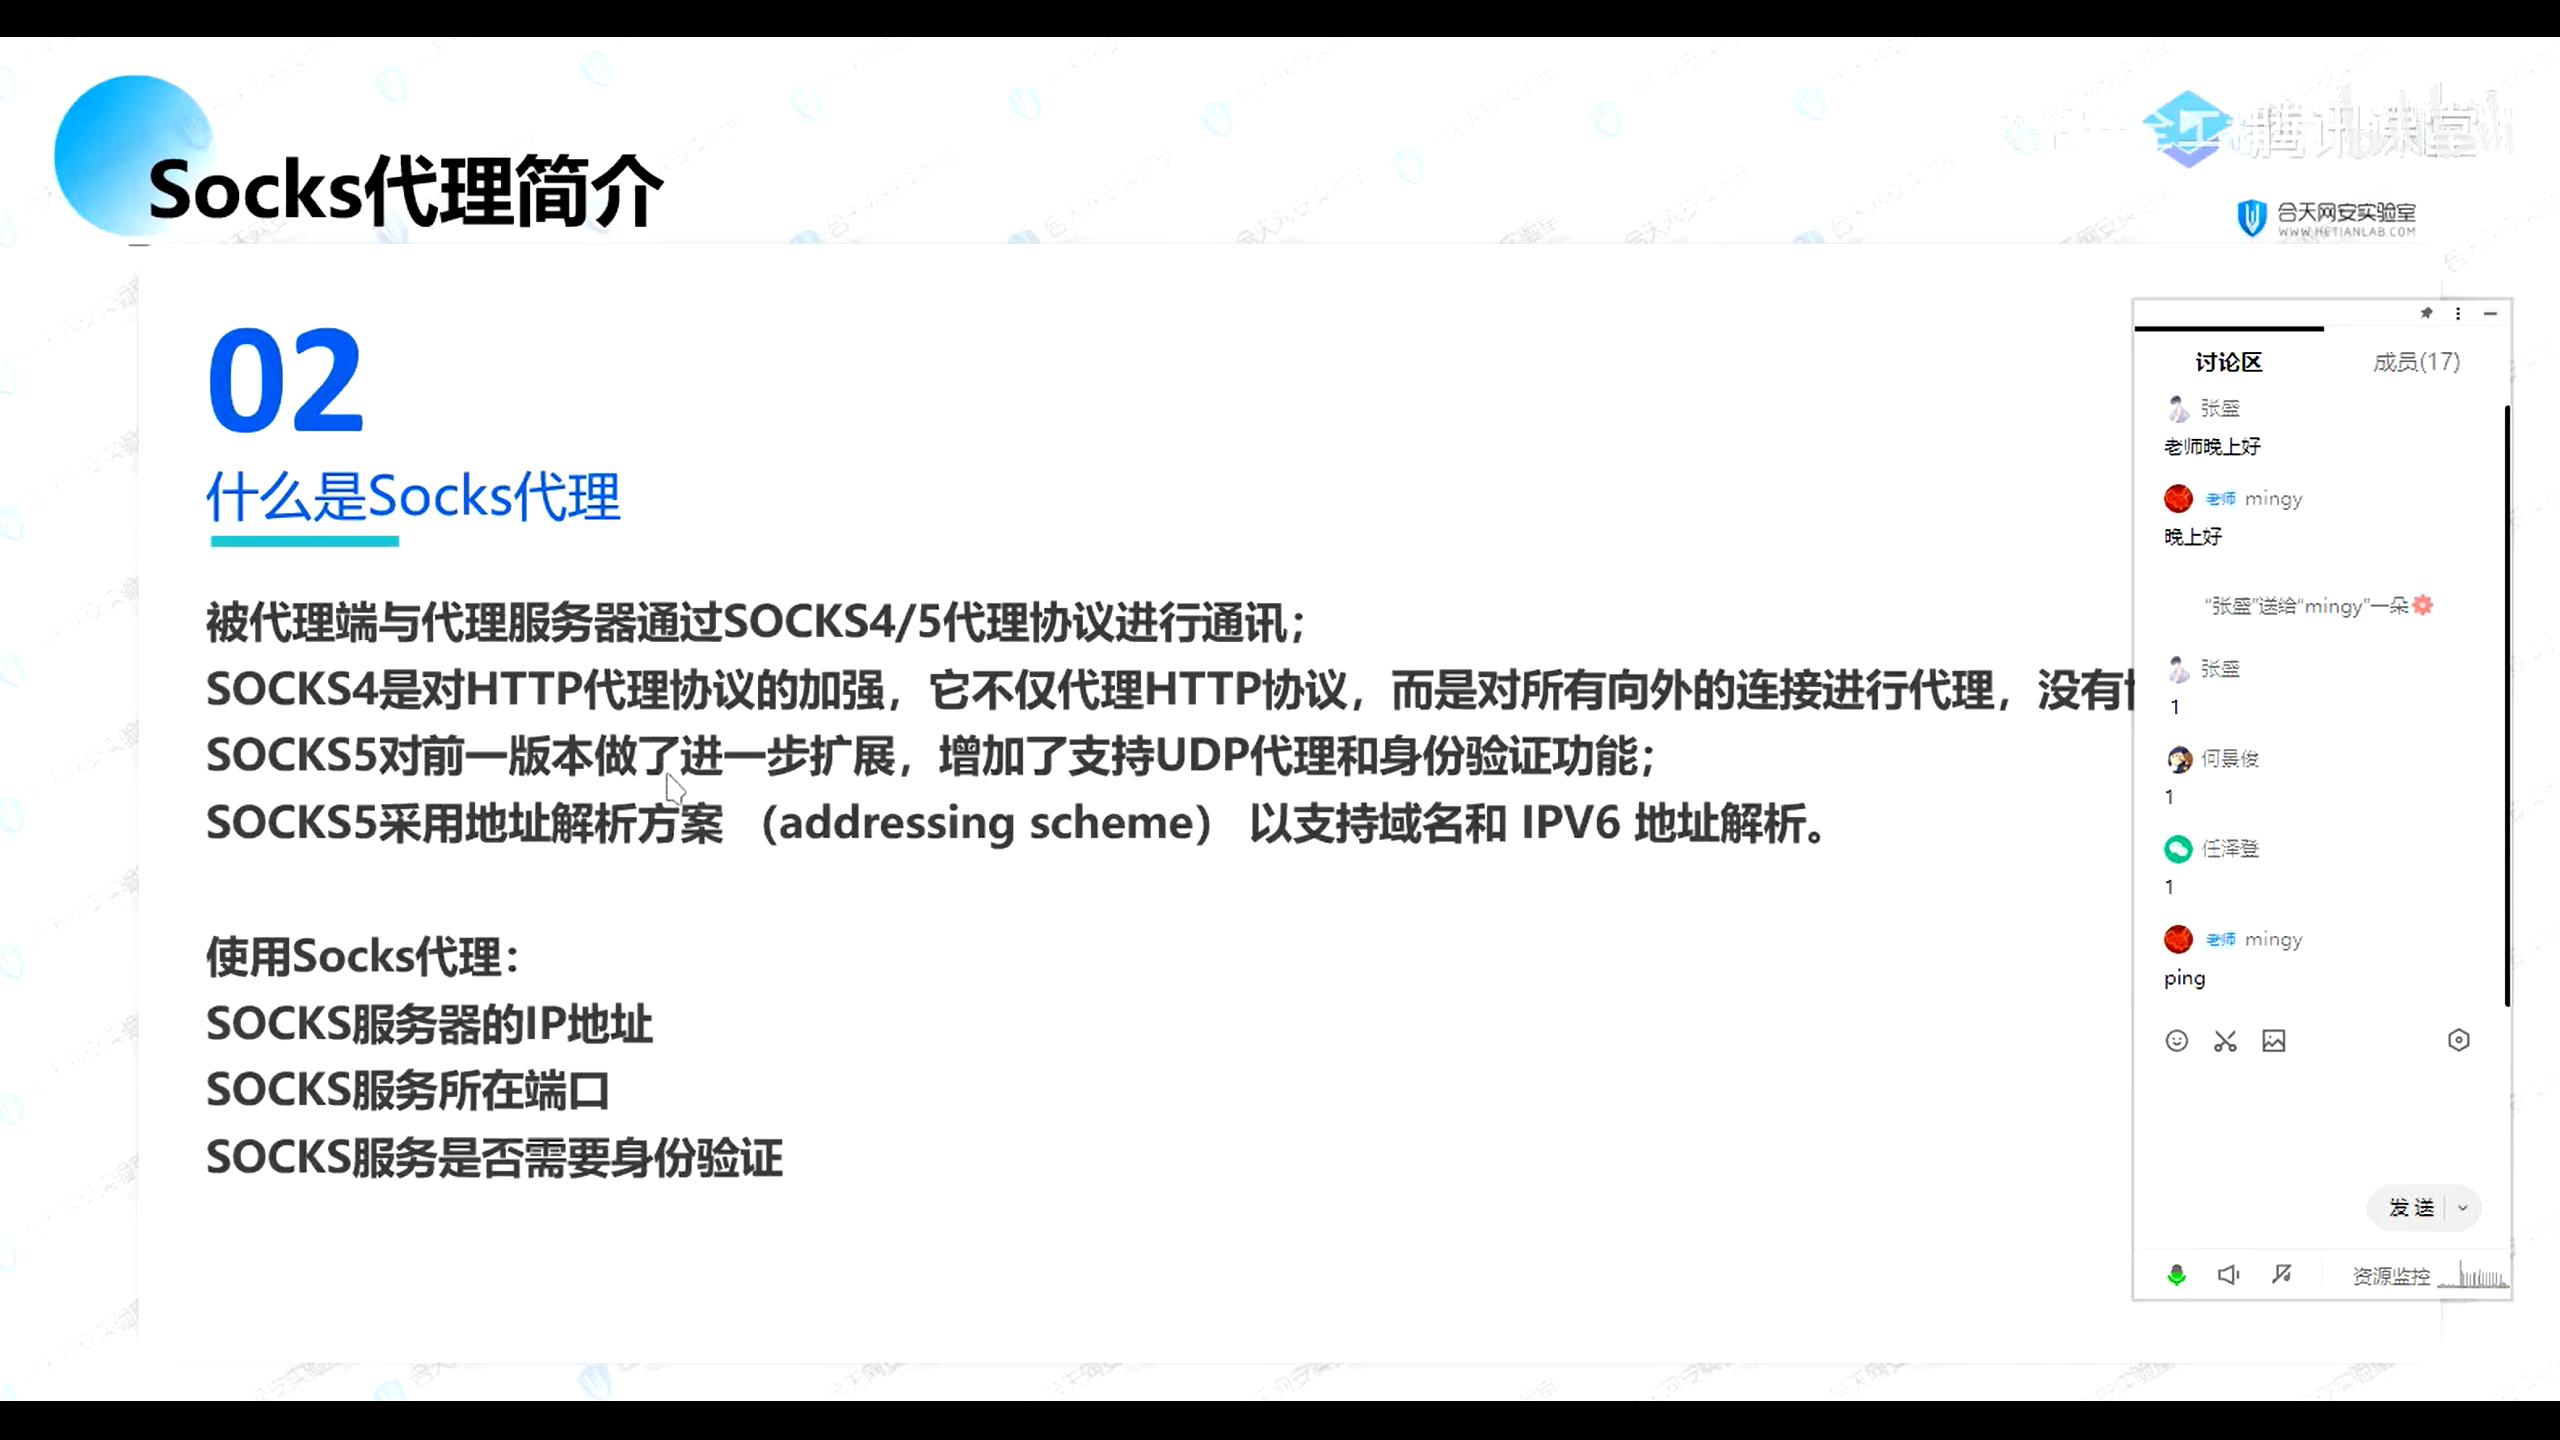 Socks代理简介
腾讯课堂
合天网安实验室
WWW.HETIANLAB.COM
02
什么是Socks代理
被代理端与代理服务器通过SOCKS4/5代理协议进行通讯；
SOCKS4是对HTTP代理协议的加强，它不仅代理HTTP协议，而是对所有向外的连接进行代理，没有
SOCKS5对前一版本做了进一步扩展，增加了支持UDP代理和身份验证功能；
SOCKS5采用地址解析方案 （addressing scheme） 以支持域名和 IPV6 地址解析。
使用Socks代理：
SOCKS服务器的IP地址
SOCKS服务所在端口
SOCKS服务是否需要身份验证
讨论区
成员(17)
张盛
老师晚上好
老师 mingy
晚上好
“张盛”送给“mingy”一朵
张盛
1
何景俊
1
任泽登
1
老师 mingy
ping
发 送
资源监控